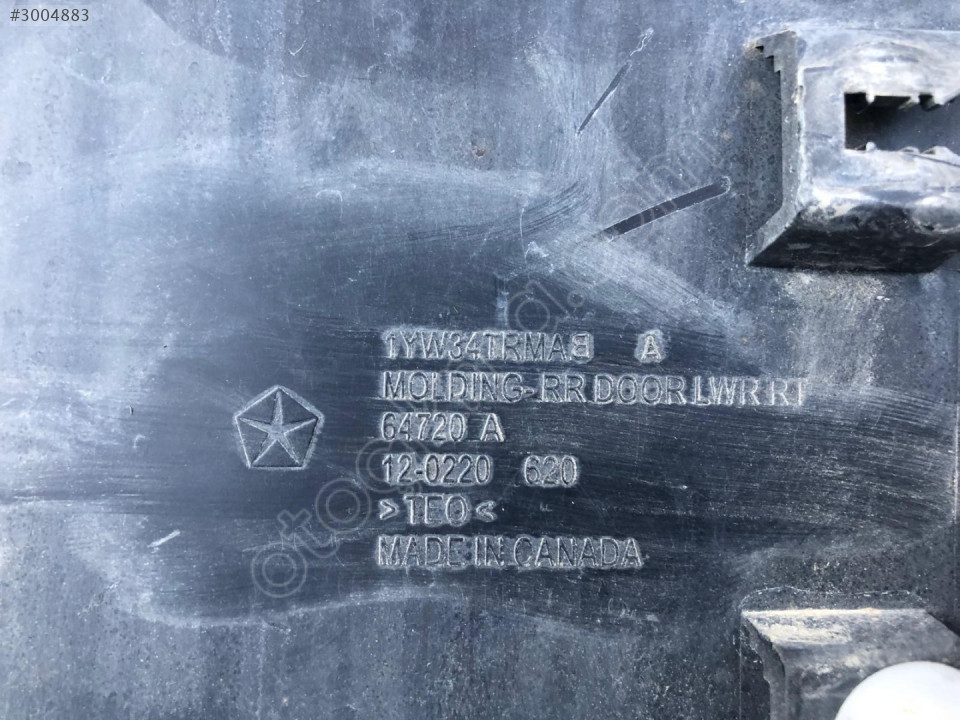 #3004883
1YW34TRMAB A
MOLDING-RR DOOR LWR RT
64720 A
12-0220 620
>TEO<
MADE IN CANADA